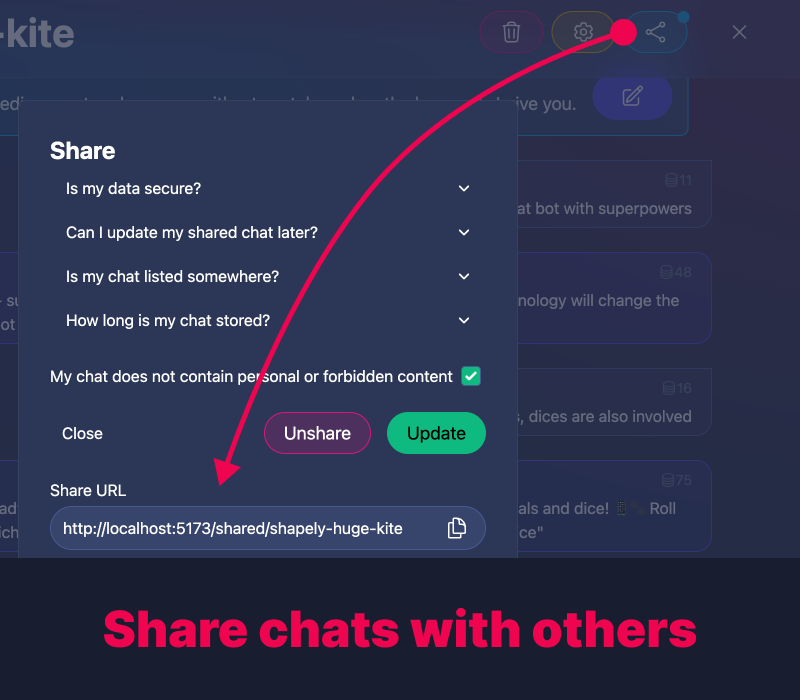 -kite
ive you.
Share
11
Is my data secure?
at bot with superpowers
Can I update my shared chat later?
48
Is my chat listed somewhere?
nology will change the
How long is my chat stored?
My chat does not contain personal or forbidden content
16
, dices are also involved
Close
Unshare
Update
75
Share URL
als and dice!
Roll
http://localhost:5173/shared/shapely-huge-kite
ce"
Share chats with others